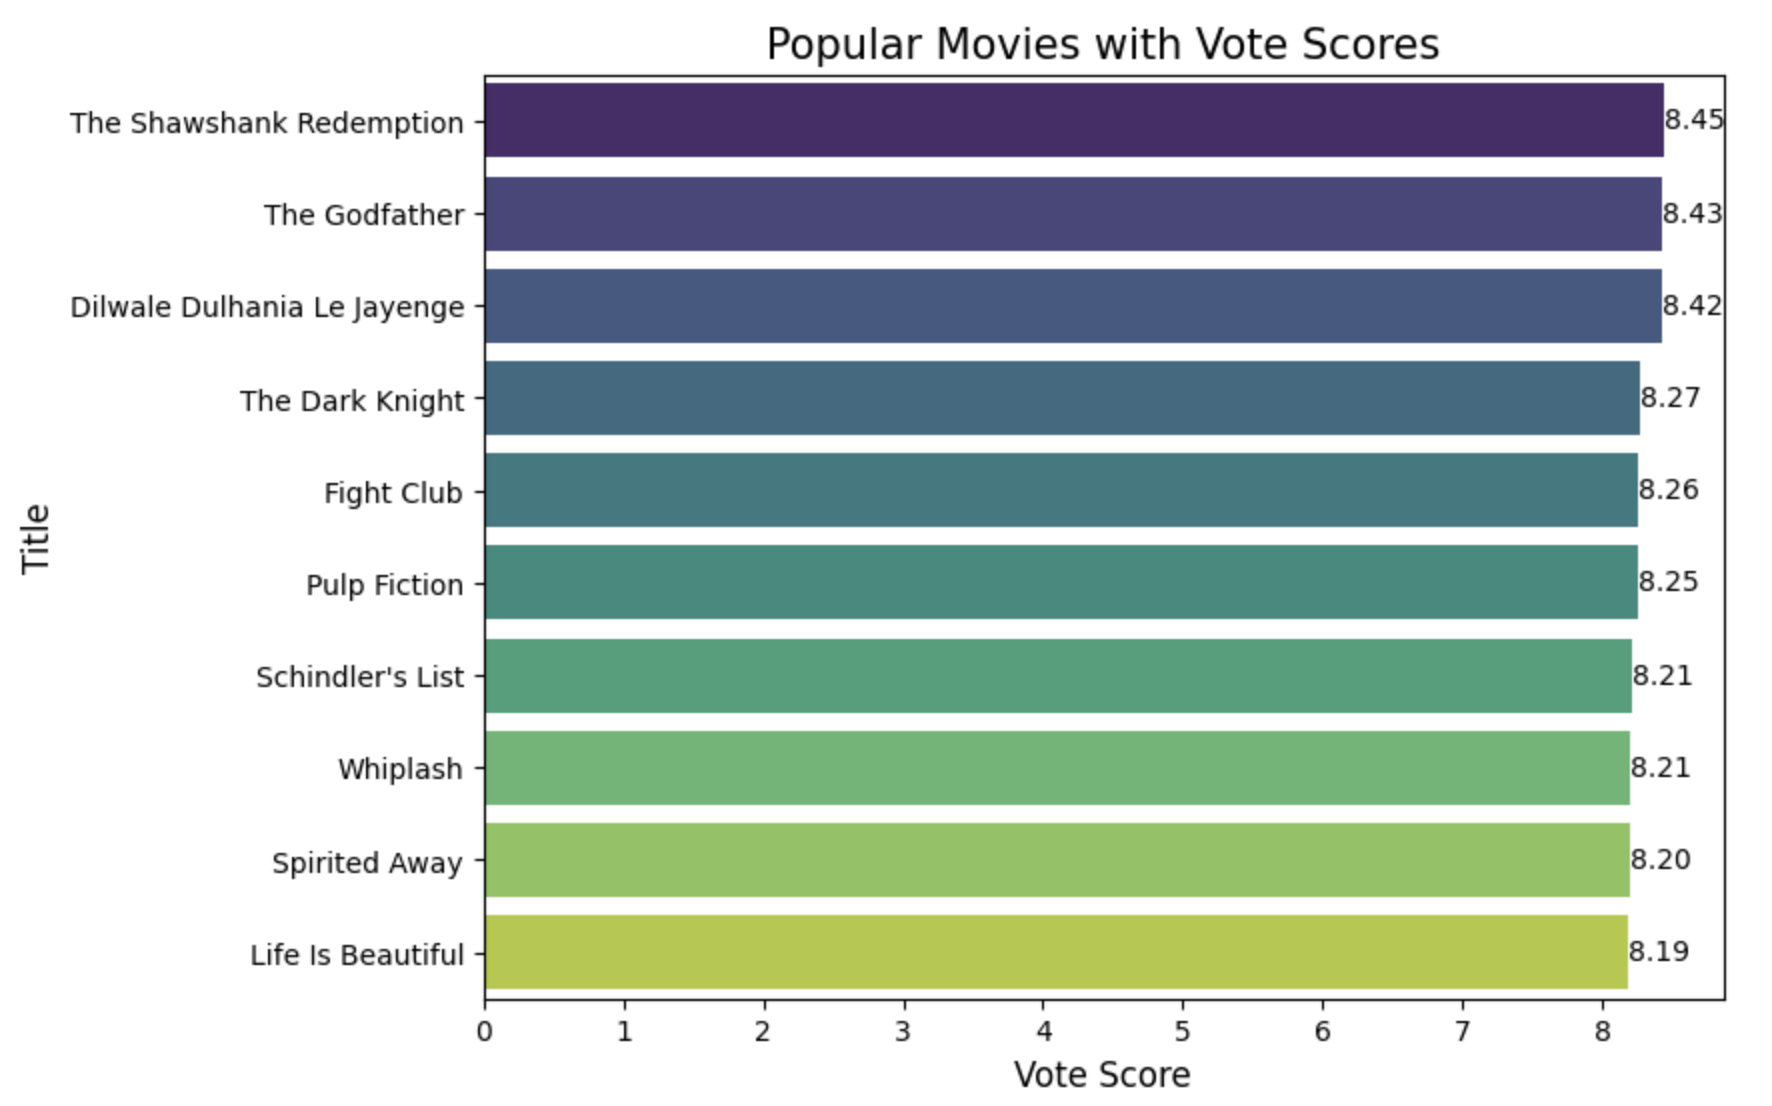 Popular Movies with Vote Scores
The Shawshank Redemption 8.45
The Godfather 8.43
Dilwale Dulhania Le Jayenge 8.42
The Dark Knight 8.27
Fight Club 8.26
Pulp Fiction 8.25
Schindler's List 8.21
Whiplash 8.21
Spirited Away 8.20
Life Is Beautiful 8.19
Title
0 1 2 3 4 5 6 7 8
Vote Score